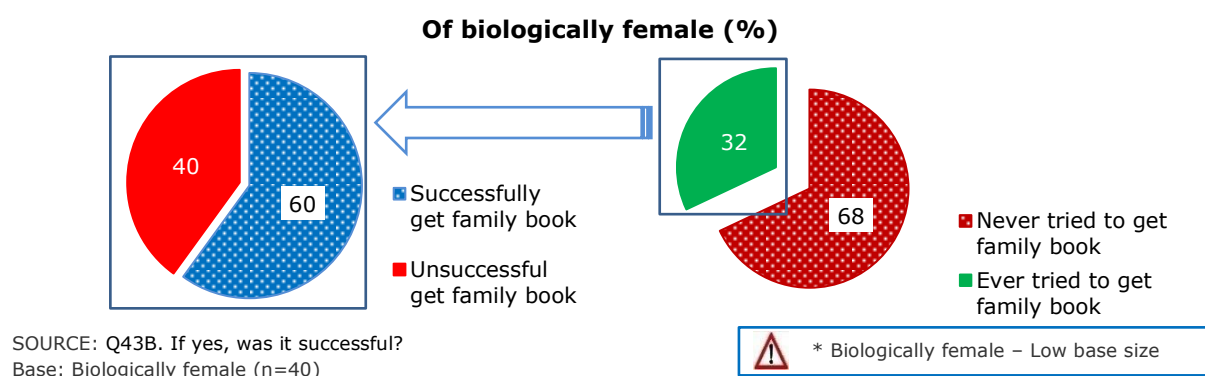 Of biologically female (%)
40
60
Successfully
get family book
Unsuccessful
get family book
32
68
Never tried to get
family book
Ever tried to get
family book
SOURCE: Q43B. If yes, was it successful?
Base: Biologically female (n=40)
* Biologically female – Low base size